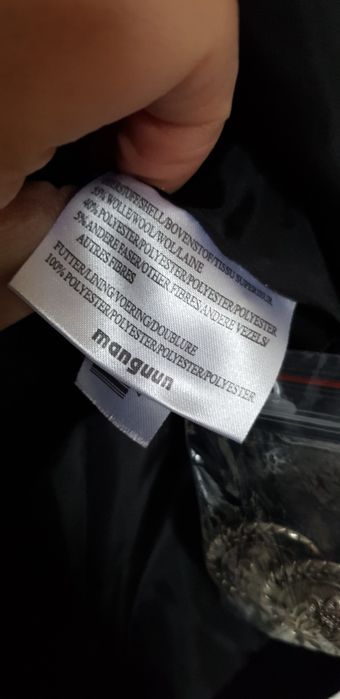 OBERSTOFF/SHELL/BOVENSTOF/TISSU SUPERIEUR
55% WOLLE/WOOL/WOL/LAINE
40% POLYESTER/POLYESTER/POLYESTER/POLYESTER
5% ANDERE FASER/OTHER FIBRES/ANDERE VEZELS/
AUTRES FIBRES
FUTTER/LINING/VOERING/DOUBLURE
100% POLYESTER/POLYESTER/POLYESTER/POLYESTER
manguun